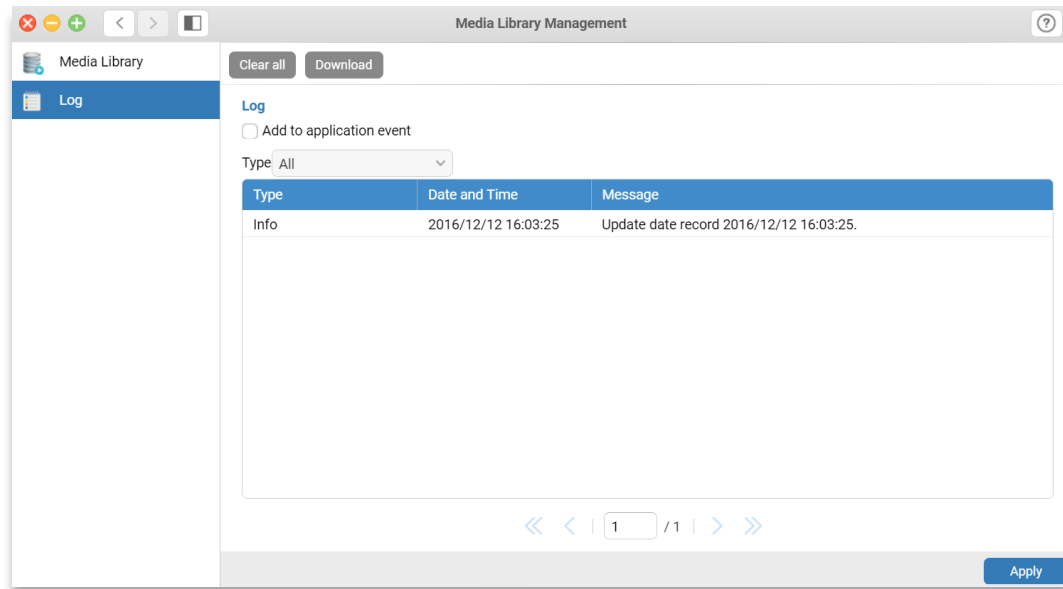 Media Library Management
?
Media Library
Log
Clear all Download
Log
Add to application event
Type All
Type Date and Time Message
Info 2016/12/12 16:03:25 Update date record 2016/12/12 16:03:25.
1 / 1
Apply